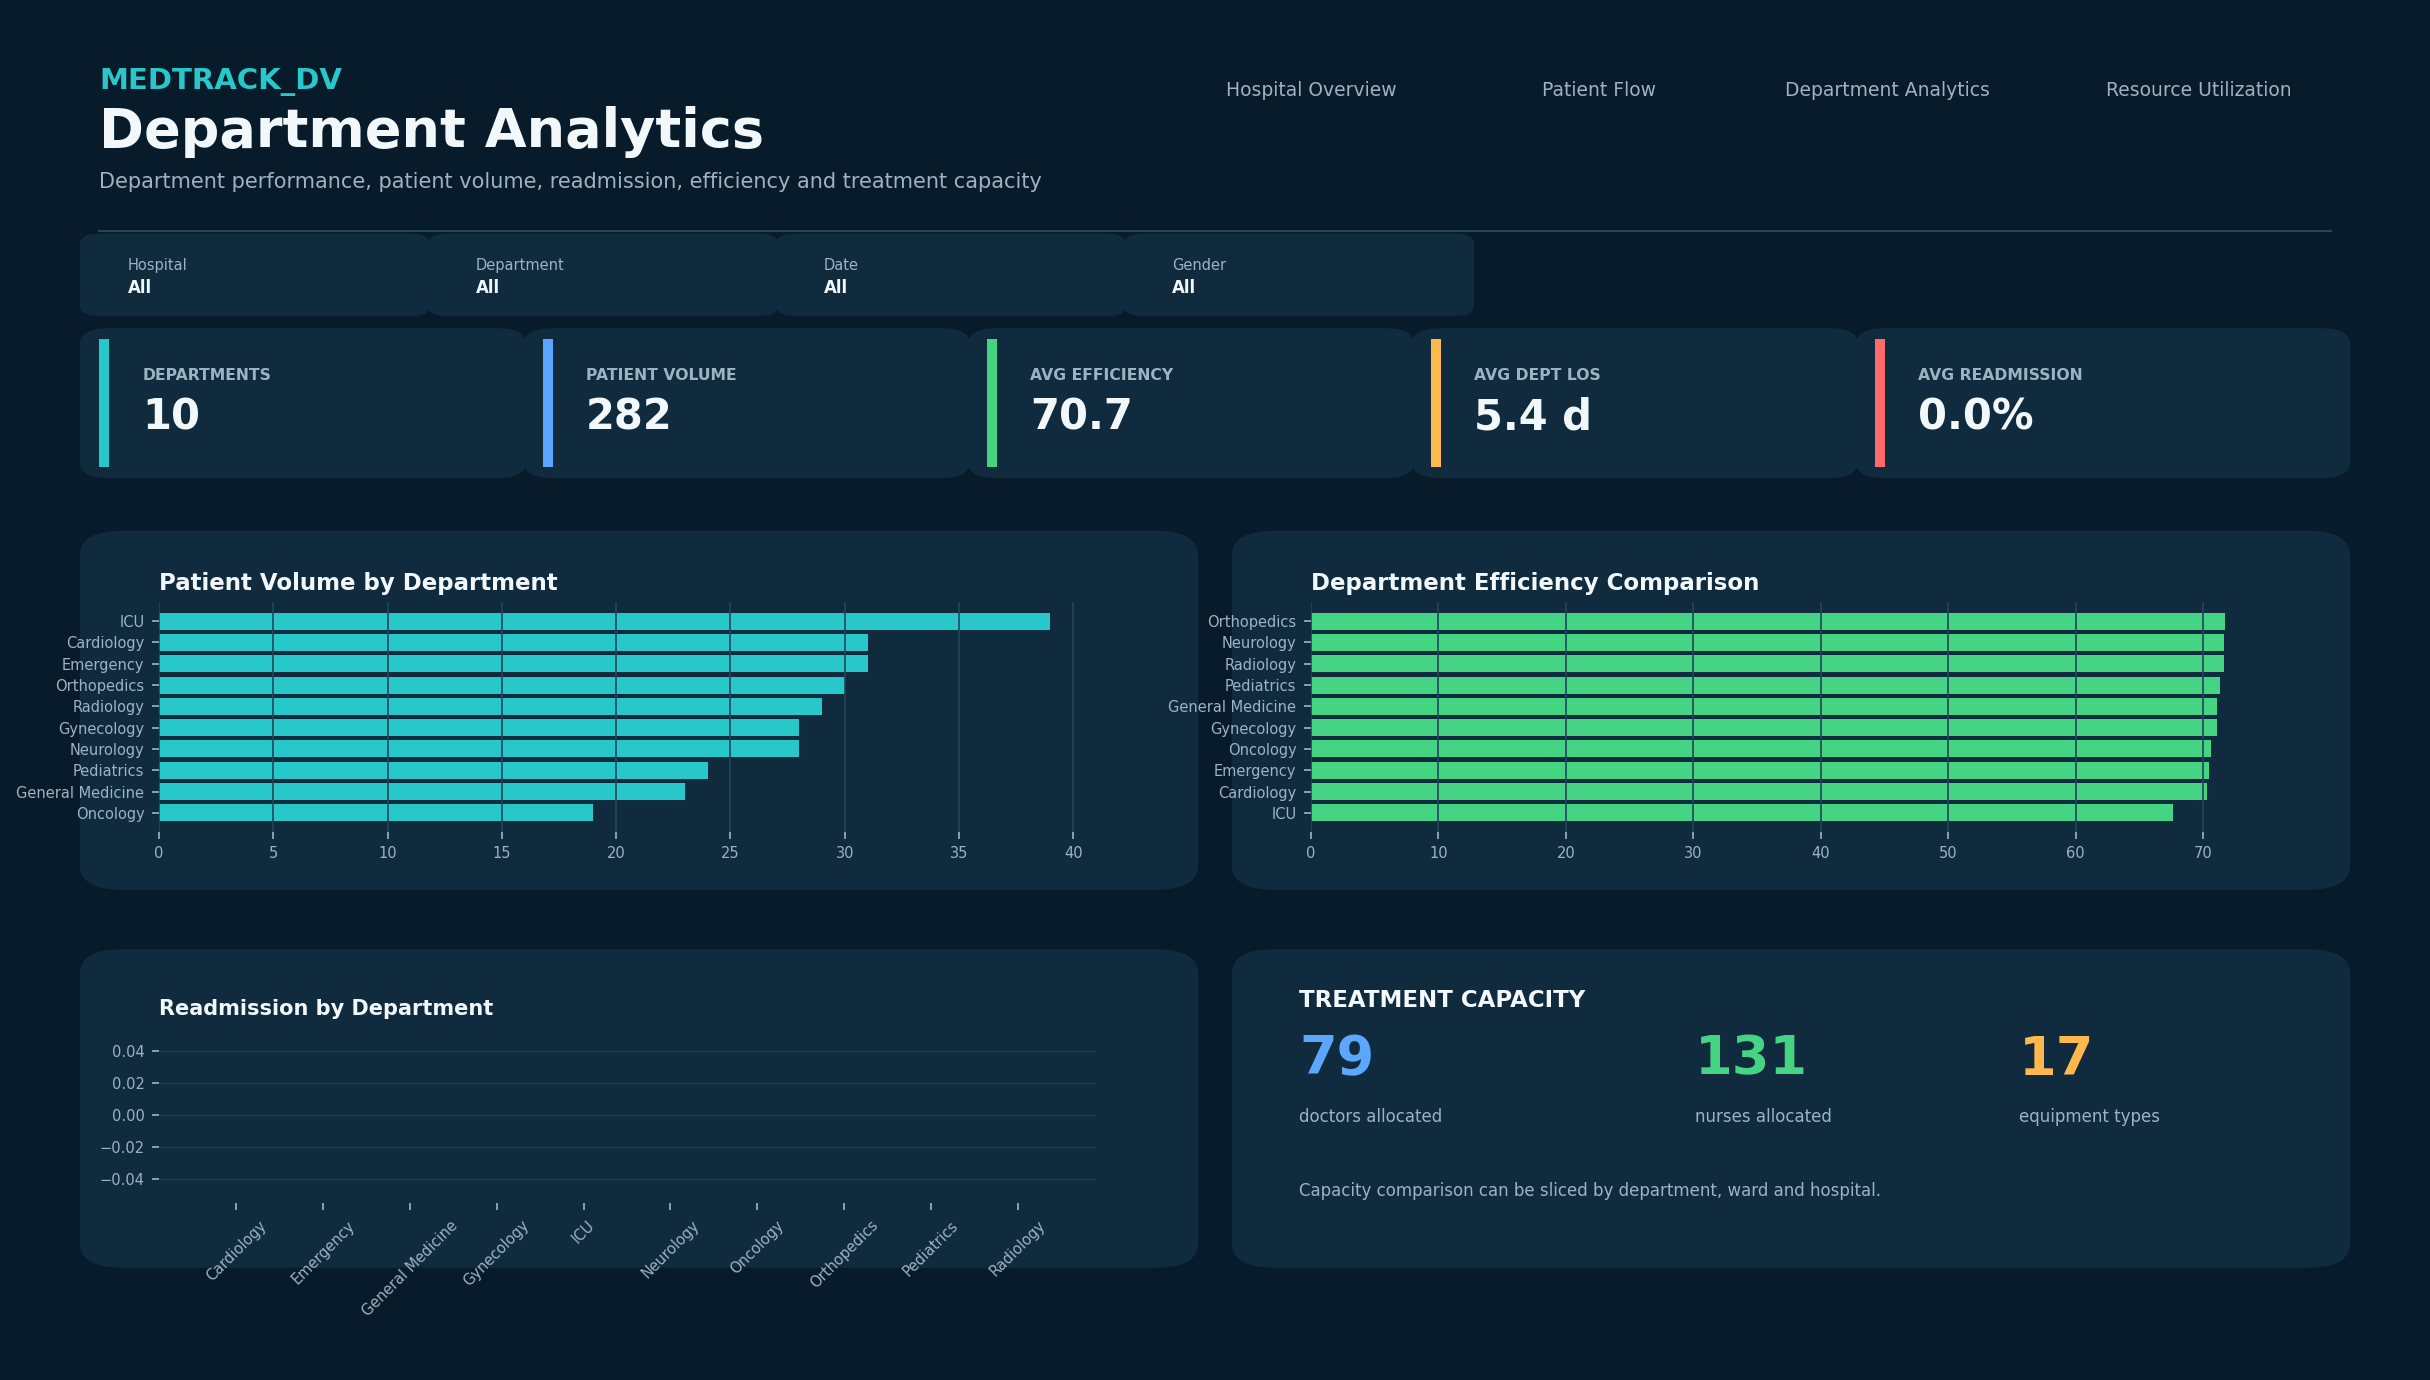 MEDTRACK_DV
Hospital Overview
Patient Flow
Department Analytics
Resource Utilization
Department Analytics
Department performance, patient volume, readmission, efficiency and treatment capacity
Hospital
All
Department
All
Date
All
Gender
All
DEPARTMENTS
10
PATIENT VOLUME
282
AVG EFFICIENCY
70.7
AVG DEPT LOS
5.4 d
AVG READMISSION
0.0%
Patient Volume by Department
ICU
Cardiology
Emergency
Orthopedics
Radiology
Gynecology
Neurology
Pediatrics
General Medicine
Oncology
0 5 10 15 20 25 30 35 40
Department Efficiency Comparison
Orthopedics
Neurology
Radiology
Pediatrics
General Medicine
Gynecology
Oncology
Emergency
Cardiology
ICU
0 10 20 30 40 50 60 70
Readmission by Department
0.04
0.02
0.00
−0.02
−0.04
Cardiology
Emergency
General Medicine
Gynecology
ICU
Neurology
Oncology
Orthopedics
Pediatrics
Radiology
TREATMENT CAPACITY
79
doctors allocated
131
nurses allocated
17
equipment types
Capacity comparison can be sliced by department, ward and hospital.